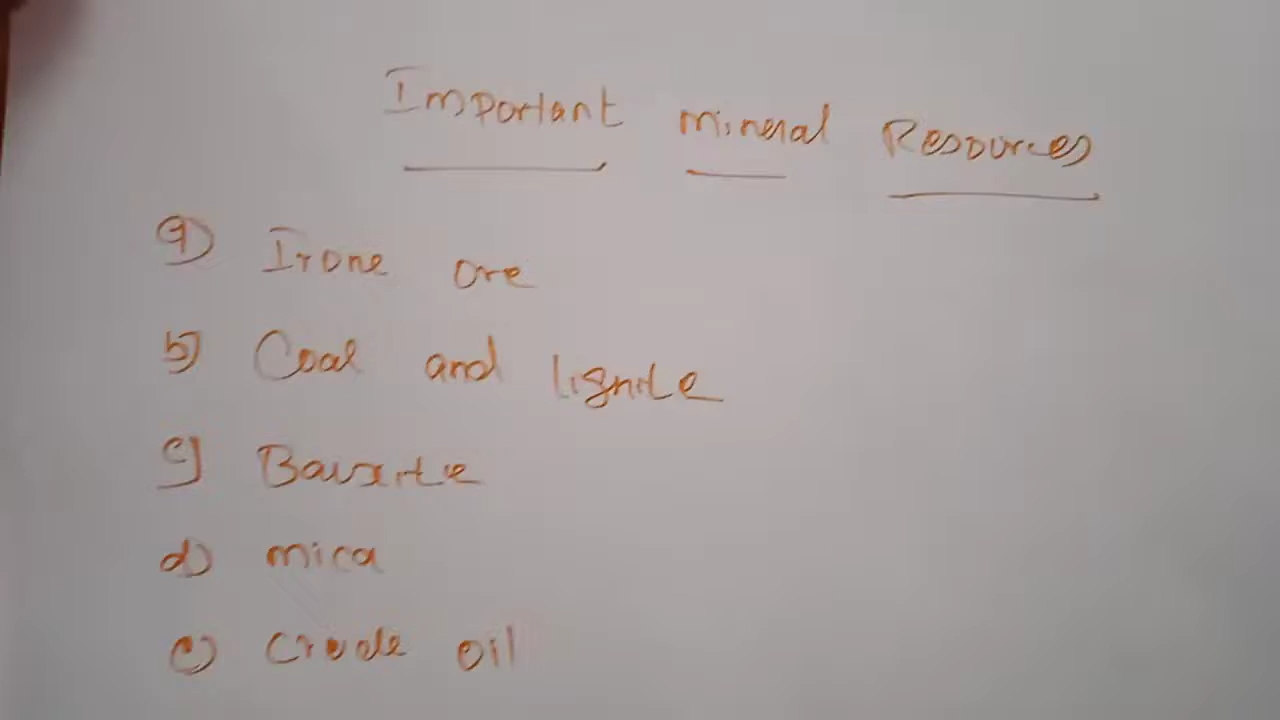 Important mineral Resources
a) Irone ore
b) Coal and lignite
c) Bauxite
d) mica
e) Crude oil